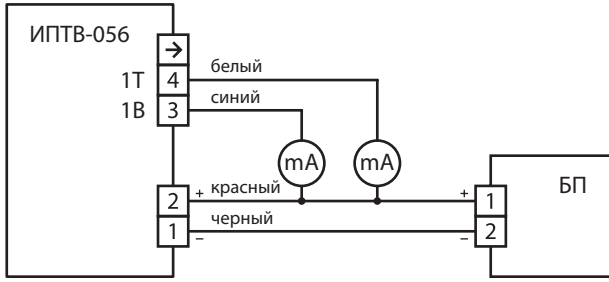 ИПТВ-056
→
1Т 4 белый
1В 3 синий
mA mA
2 + красный + 1 БП
1 – черный – 2